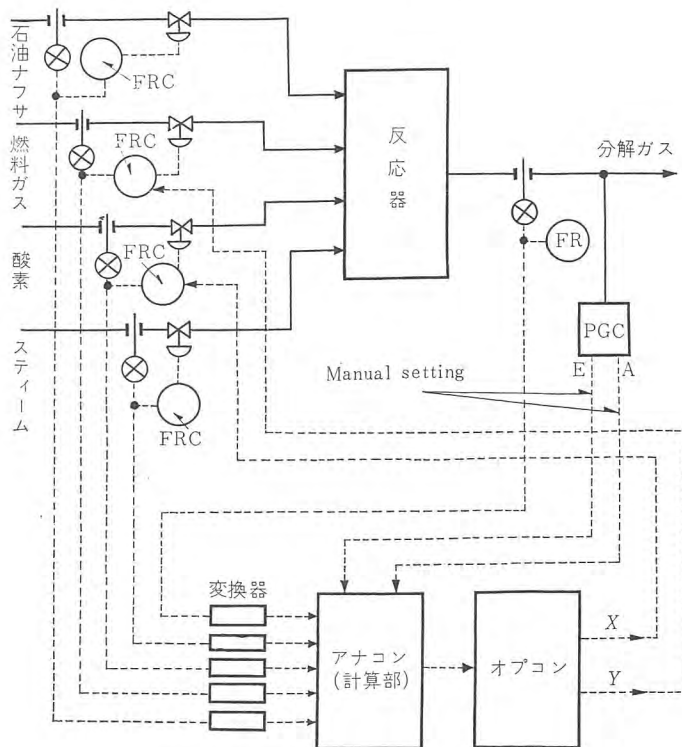 石油ナフサ
FRC
燃料ガス
FRC
酸素
FRC
スティーム
FRC
反応器
分解ガス
FR
PGC
E A
Manual setting
変換器
アナコン
(計算部)
オプコン
X
Y